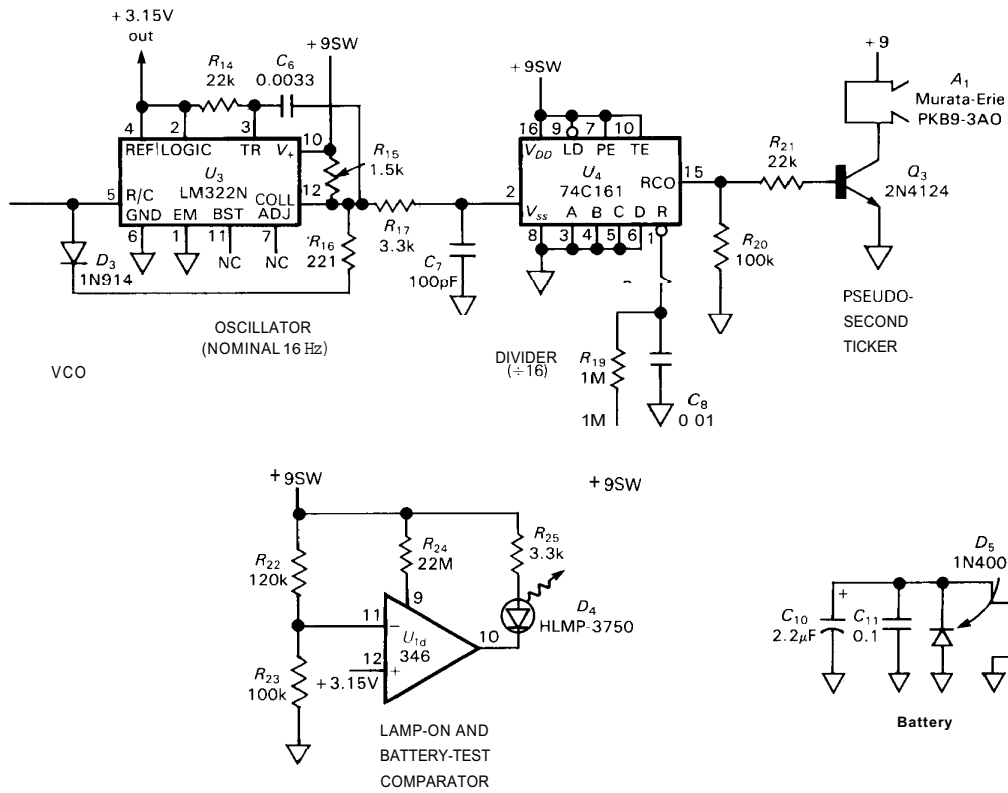 +3.15V
out
R14
22k
C6
0.0033
+9SW
4
2
3
10
REF LOGIC TR V+
U3
LM322N
5
R/C
COLL
12
GND EM BST ADJ
6
1
11
7
NC
NC
R15
1.5k
R16
221
R17
3.3k
C7
100pF
D3
1N914
OSCILLATOR
(NOMINAL 16 Hz)
VCO
+9SW
16
9
7
10
VDD LD PE TE
U4
74C161
2
RCO
15
Vss A B C D R
8
3
4
5
6
1
R19
1M
1M
C8
0 01
DIVIDER
(÷16)
R21
22k
R20
100k
+9
A1
Murata-Erie
PKB9-3AO
Q3
2N4124
PSEUDO-
SECOND
TICKER
+9SW
R22
120k
R23
100k
R24
22M
9
11
−
U1d
346
10
12
+
+3.15V
R25
3.3k
D4
HLMP-3750
LAMP-ON AND
BATTERY-TEST
COMPARATOR
+9SW
+
C10
2.2μF
C11
0.1
D5
1N400
Battery